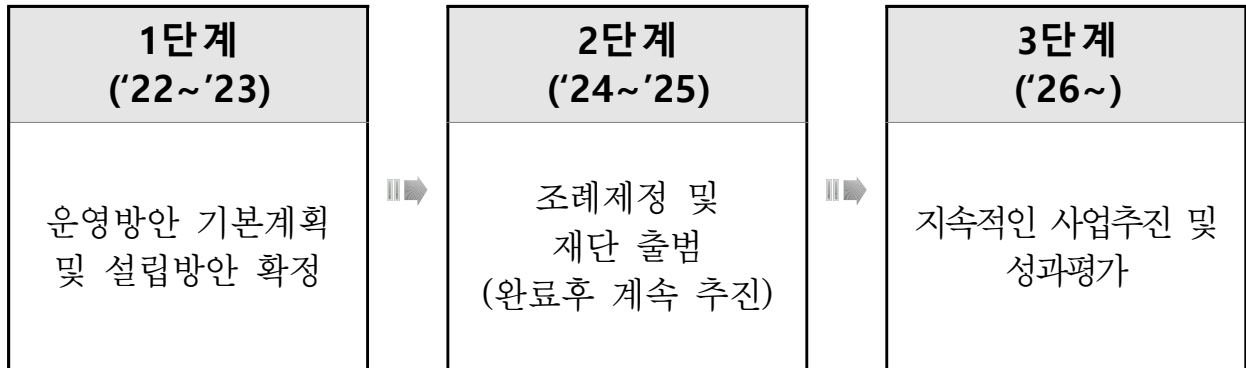 1단계
(‘22~’23)
운영방안 기본계획
및 설립방안 확정
2단계
(‘24~’25)
조례제정 및
재단 출범
(완료후 계속 추진)
3단계
(‘26~)
지속적인 사업추진 및
성과평가